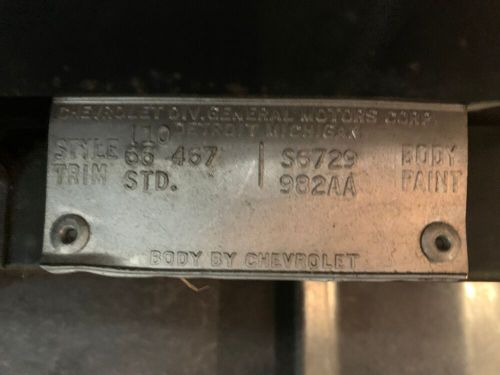 CHEVROLET DIV. GENERAL MOTORS CORP.
110 DETROIT MICHIGAN
STYLE 66 467 S6729 BODY
TRIM STD. 982AA PAINT
BODY BY CHEVROLET